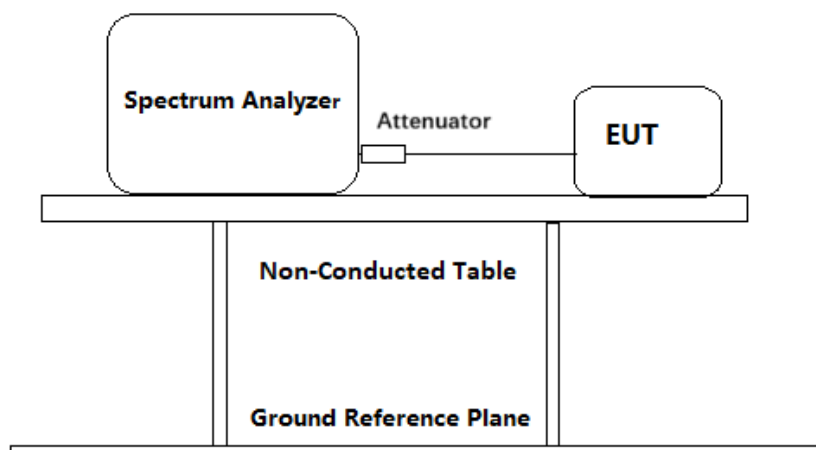 Spectrum Analyzer
Attenuator
EUT
Non-Conducted Table
Ground Reference Plane